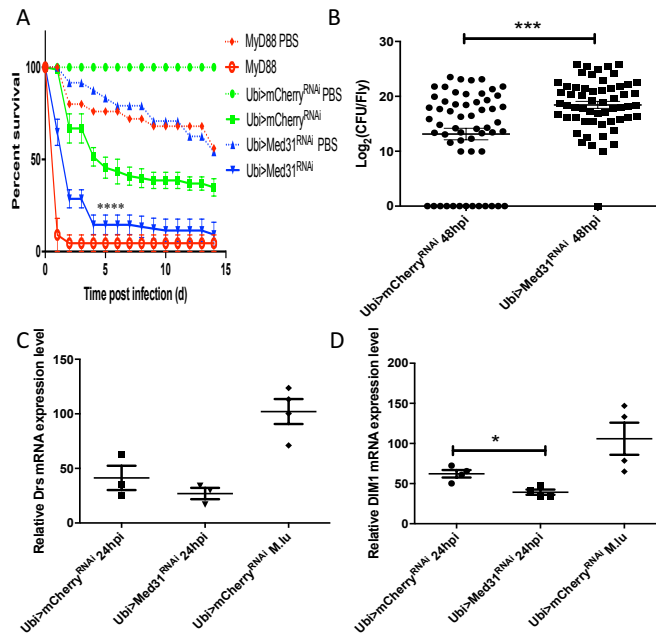 A
MyD88 PBS
MyD88
Ubi>mCherryRNAi PBS
Ubi>mCherryRNAi
Ubi>Med31RNAi PBS
Ubi>Med31RNAi
Percent survival
100
50
0
****
0 5 10 15
Time post infection (d)
B
***
Log2(CFU/Fly)
30
20
10
0
Ubi>mCherryRNAi 48hpi
Ubi>Med31RNAi 48hpi
C
Relative Drs mRNA expression level
150
100
50
0
Ubi>mCherryRNAi 24hpi
Ubi>Med31RNAi 24hpi
Ubi>mCherryRNAi M.lu
D
Relative DIM1 mRNA expression level
200
150
100
50
0
*
Ubi>mCherryRNAi 24hpi
Ubi>Med31RNAi 24hpi
Ubi>mCherryRNAi M.lu